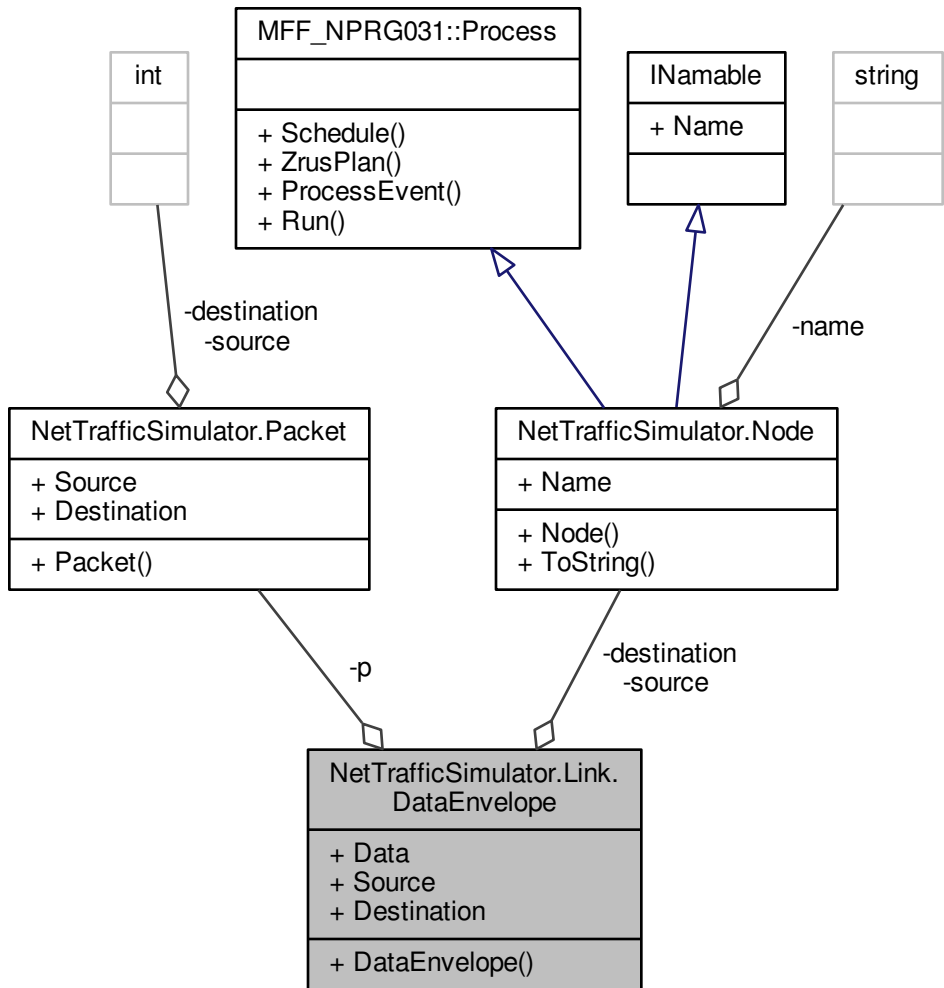 MFF_NPRG031::Process
+ Schedule()
+ ZrusPlan()
+ ProcessEvent()
+ Run()
int
INamable
+ Name
string
-destination
-source
-name
NetTrafficSimulator.Packet
+ Source
+ Destination
+ Packet()
NetTrafficSimulator.Node
+ Name
+ Node()
+ ToString()
-p
-destination
-source
NetTrafficSimulator.Link.
DataEnvelope
+ Data
+ Source
+ Destination
+ DataEnvelope()